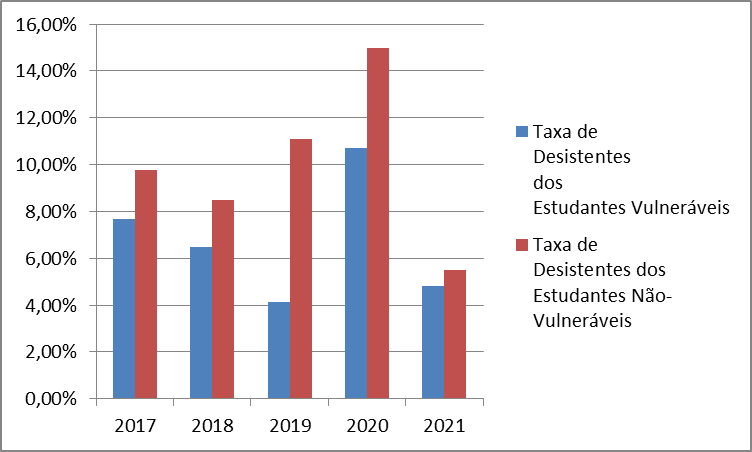 16,00%
14,00%
12,00%
10,00%
8,00%
6,00%
4,00%
2,00%
0,00%
2017
2018
2019
2020
2021
Taxa de
Desistentes
dos
Estudantes Vulneráveis
Taxa de
Desistentes dos
Estudantes Não-
Vulneráveis